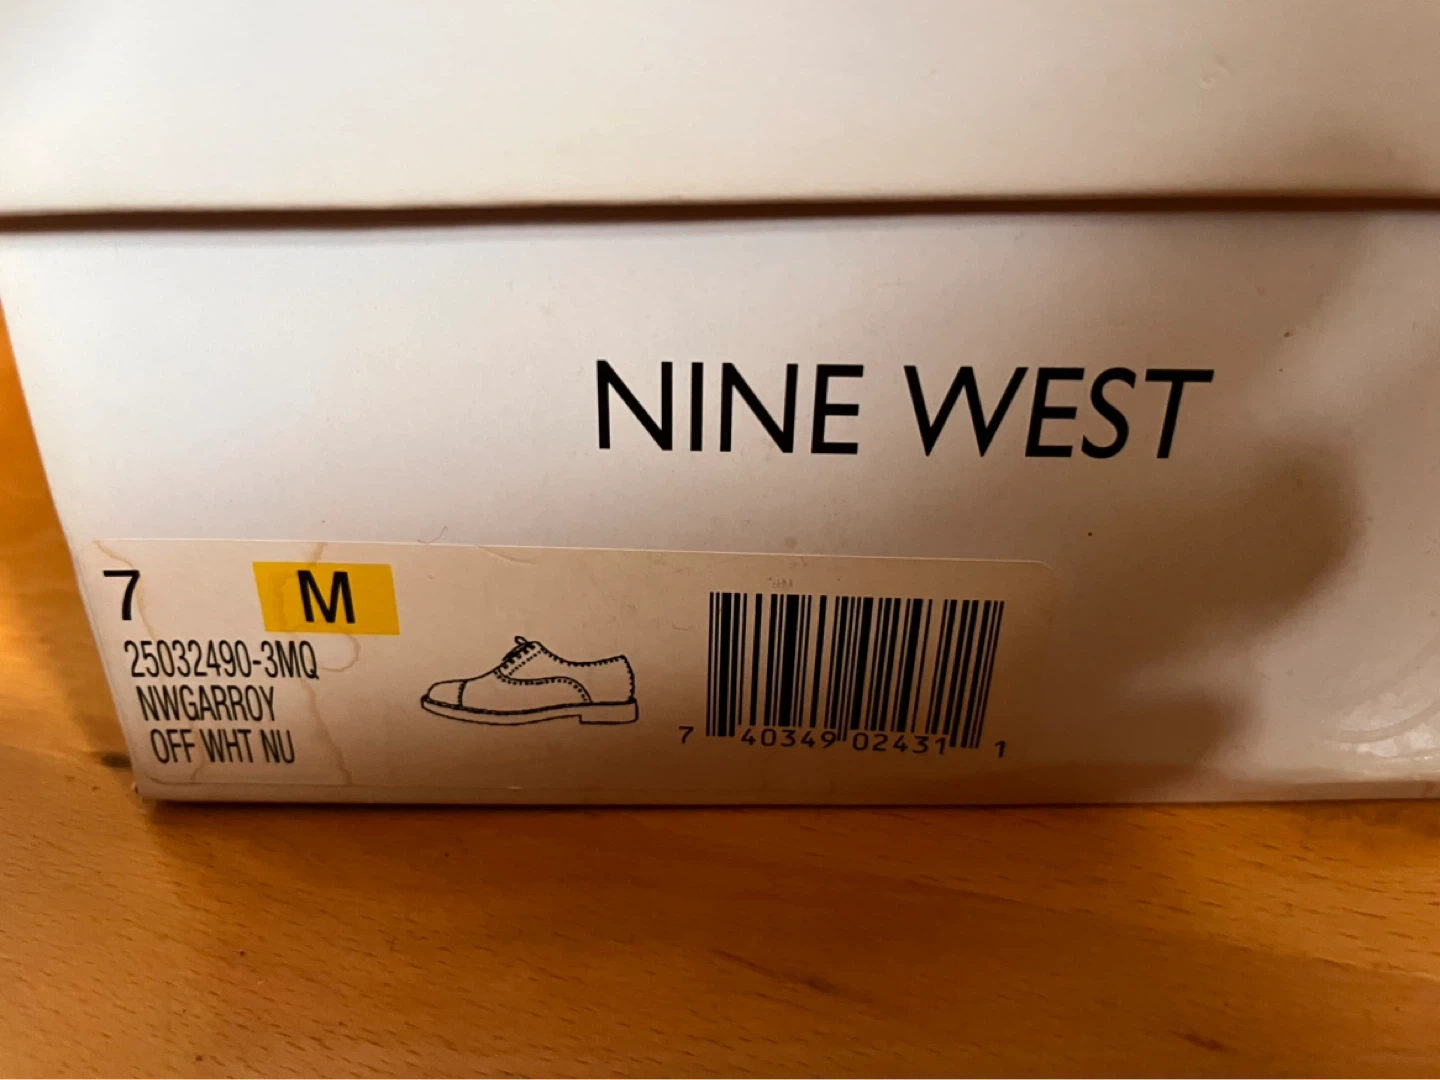 NINE WEST
7 M
25032490-3MQ
NWGARROY
OFF WHT NU
7 40349 02431 1